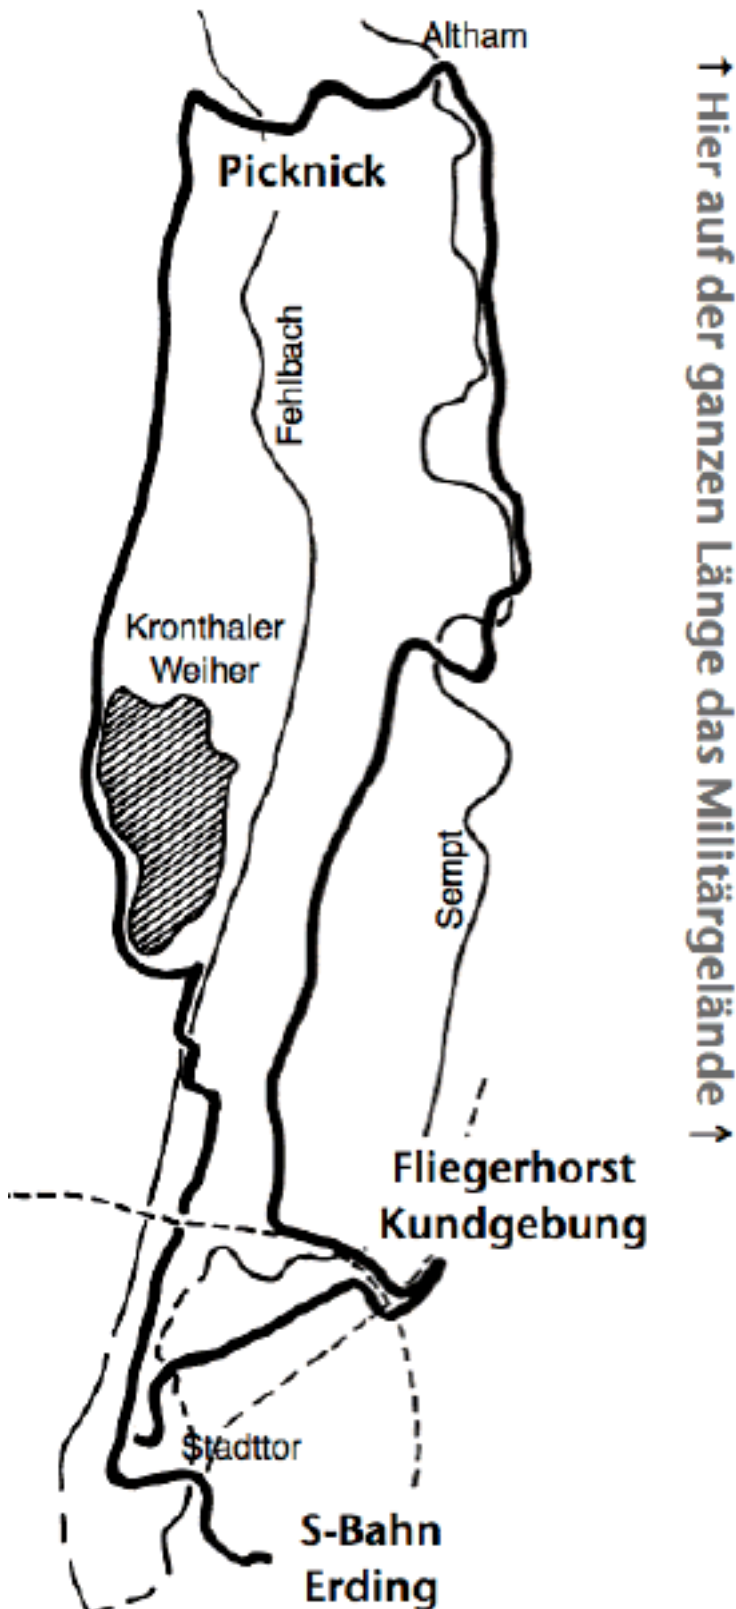 Altham
Picknick
Fehlbach
Kronthaler
Weiher
Sempt
Fliegerhorst
Kundgebung
Stadttor
S-Bahn
Erding
↑ Hier auf der ganzen Länge das Militärgelände ↑